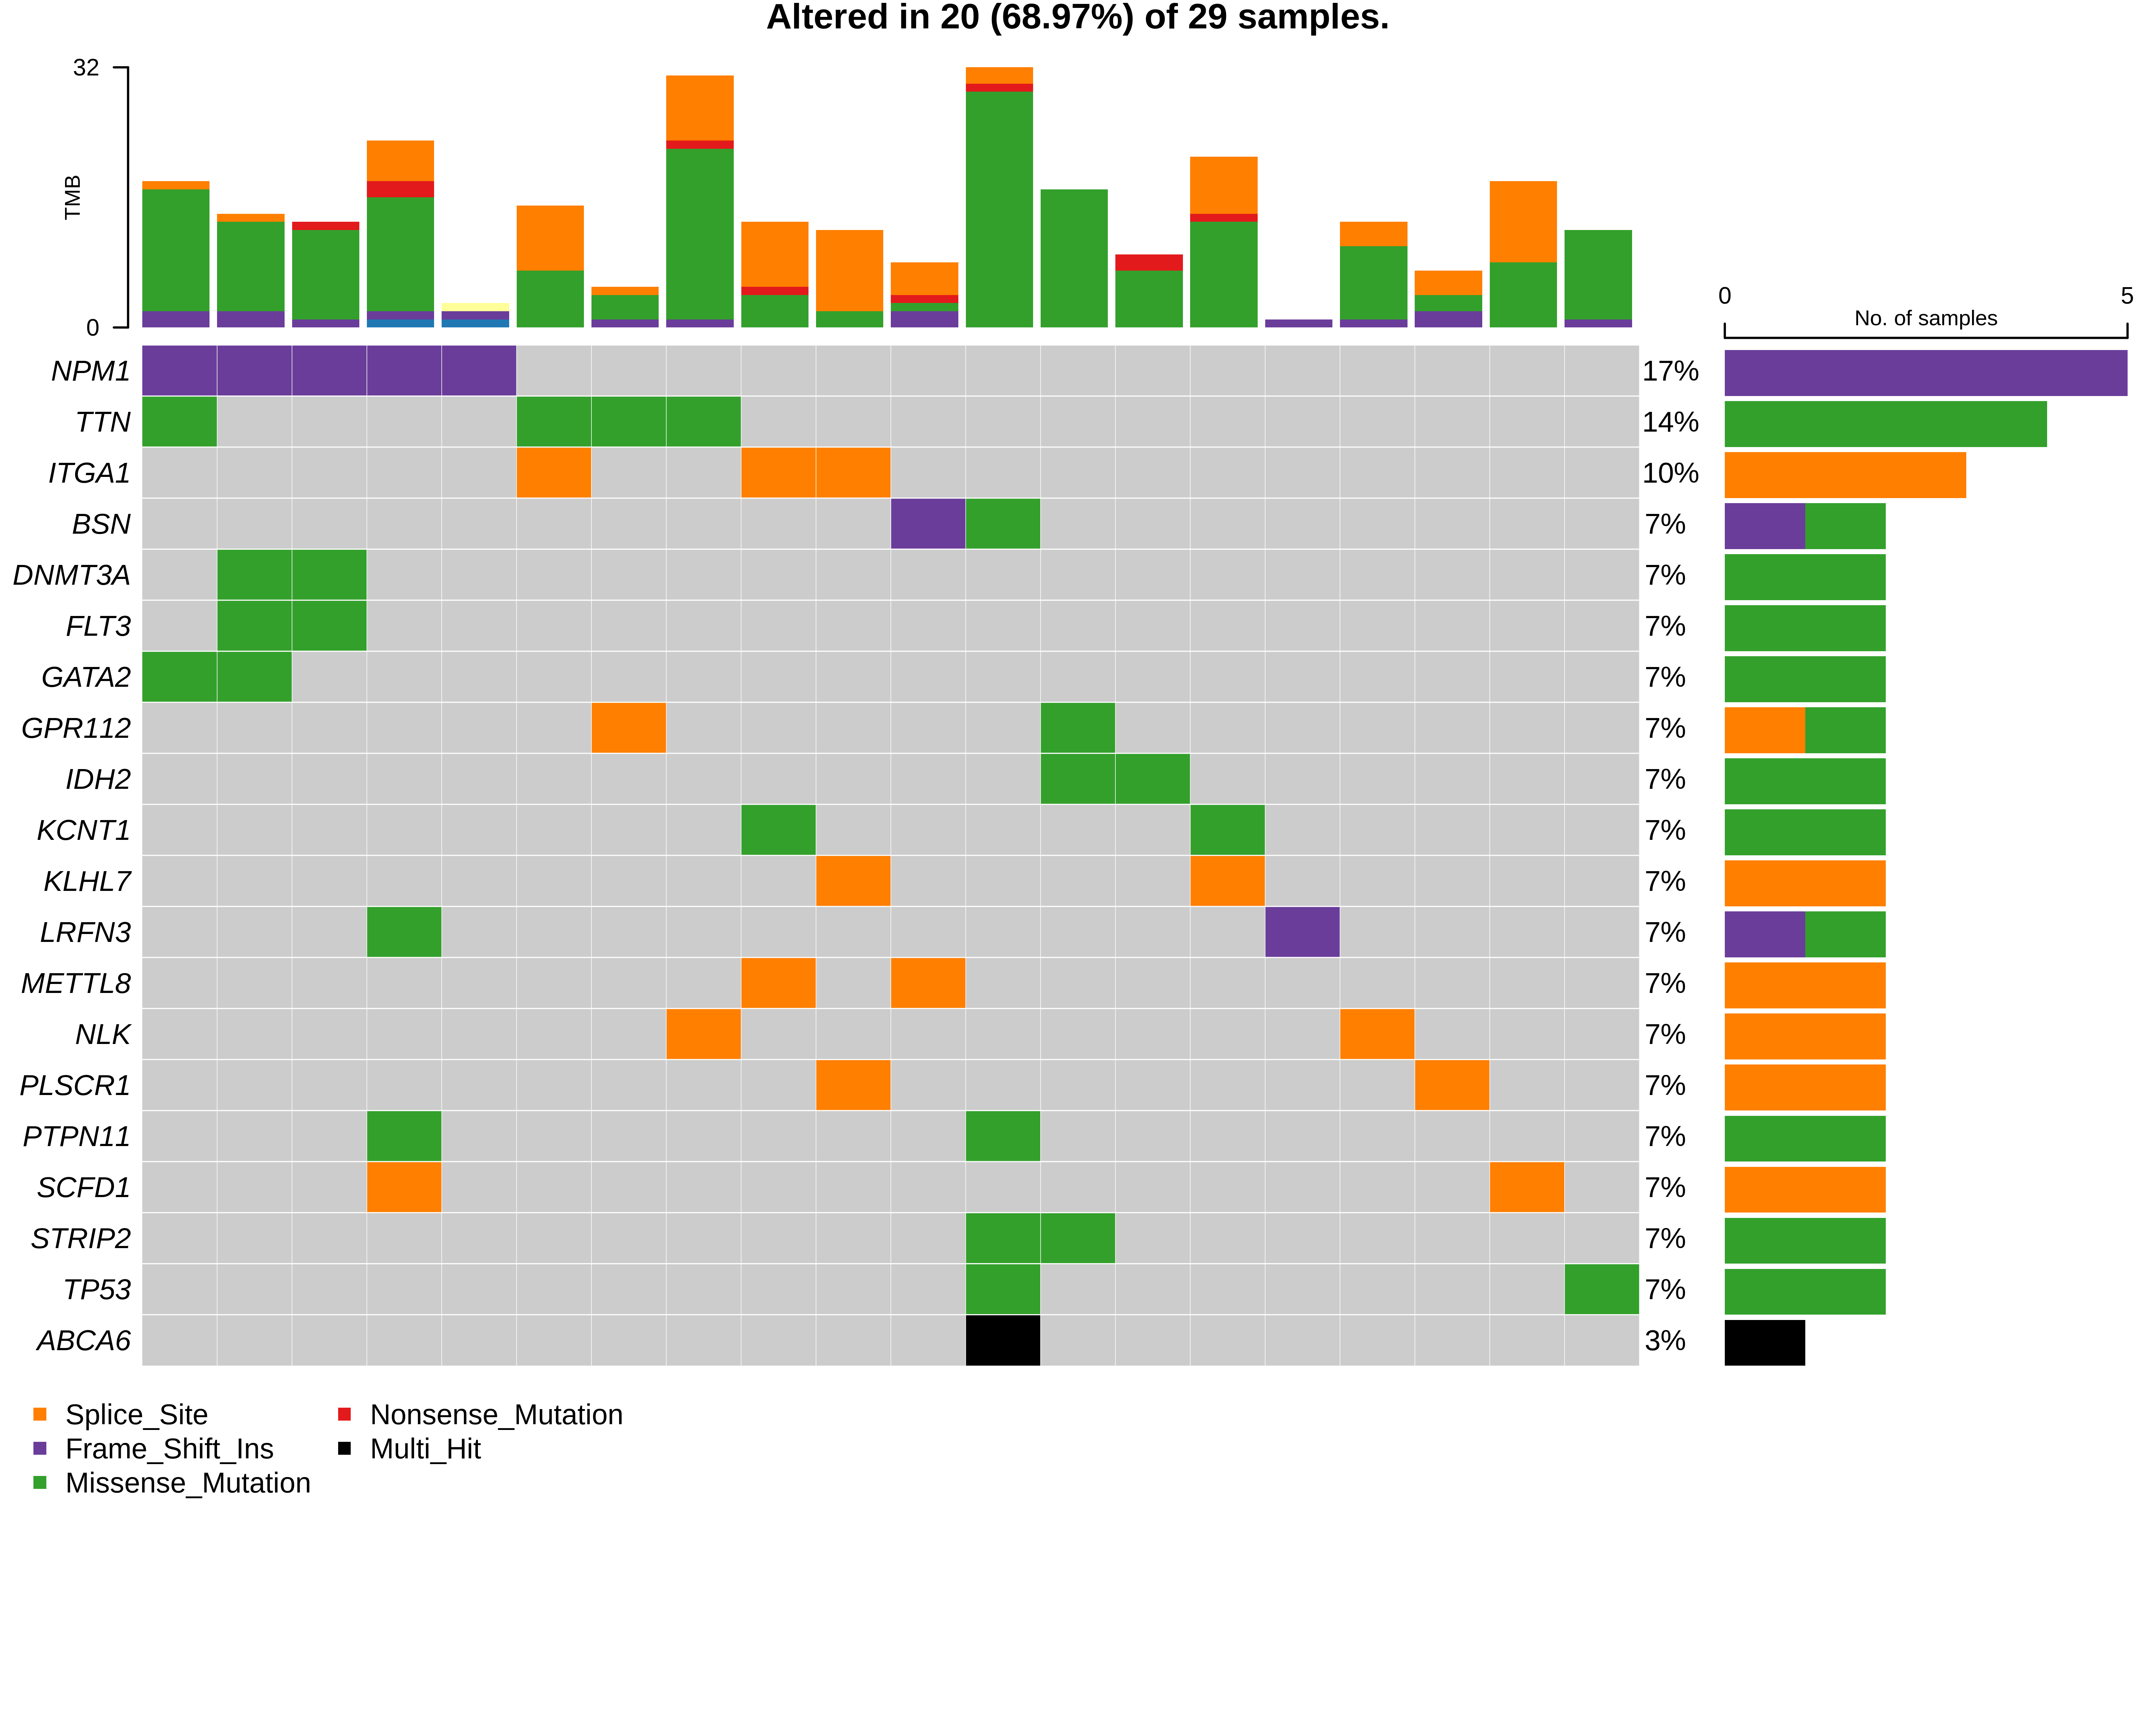 Altered in 20 (68.97%) of 29 samples.
32
TMB
0
0 5
No. of samples
NPM1 17%
TTN 14%
ITGA1 10%
BSN 7%
DNMT3A 7%
FLT3 7%
GATA2 7%
GPR112 7%
IDH2 7%
KCNT1 7%
KLHL7 7%
LRFN3 7%
METTL8 7%
NLK 7%
PLSCR1 7%
PTPN11 7%
SCFD1 7%
STRIP2 7%
TP53 7%
ABCA6 3%
Splice_Site Nonsense_Mutation
Frame_Shift_Ins Multi_Hit
Missense_Mutation